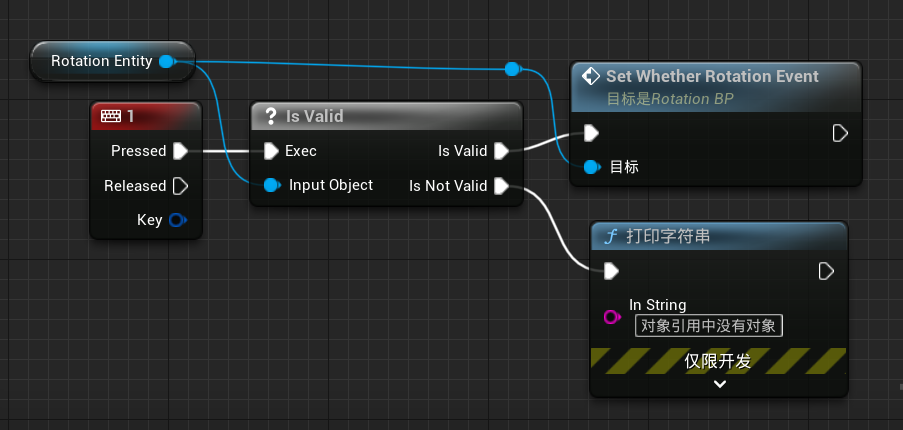 Rotation Entity
1
Pressed
Released
Key
? Is Valid
Exec
Is Valid
Input Object
Is Not Valid
Set Whether Rotation Event
目标是Rotation BP
目标
f 打印字符串
In String
对象引用中没有对象
仅限开发